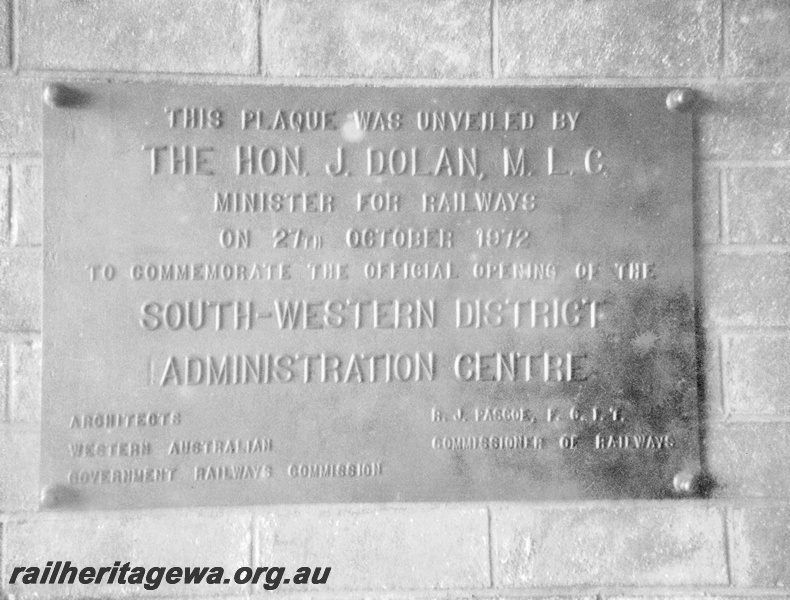 THIS PLAQUE WAS UNVEILED BY
THE HON. J. DOLAN, M. L. C.
MINISTER FOR RAILWAYS
ON 27TH OCTOBER 1972
TO COMMEMORATE THE OFFICIAL OPENING OF THE
SOUTH-WESTERN DISTRICT
ADMINISTRATION CENTRE
ARCHITECTS
WESTERN AUSTRALIAN
GOVERNMENT RAILWAYS COMMISSION
R. J. PASCOE, F. C. I. T.
COMMISSIONER OF RAILWAYS
railheritagewa.org.au